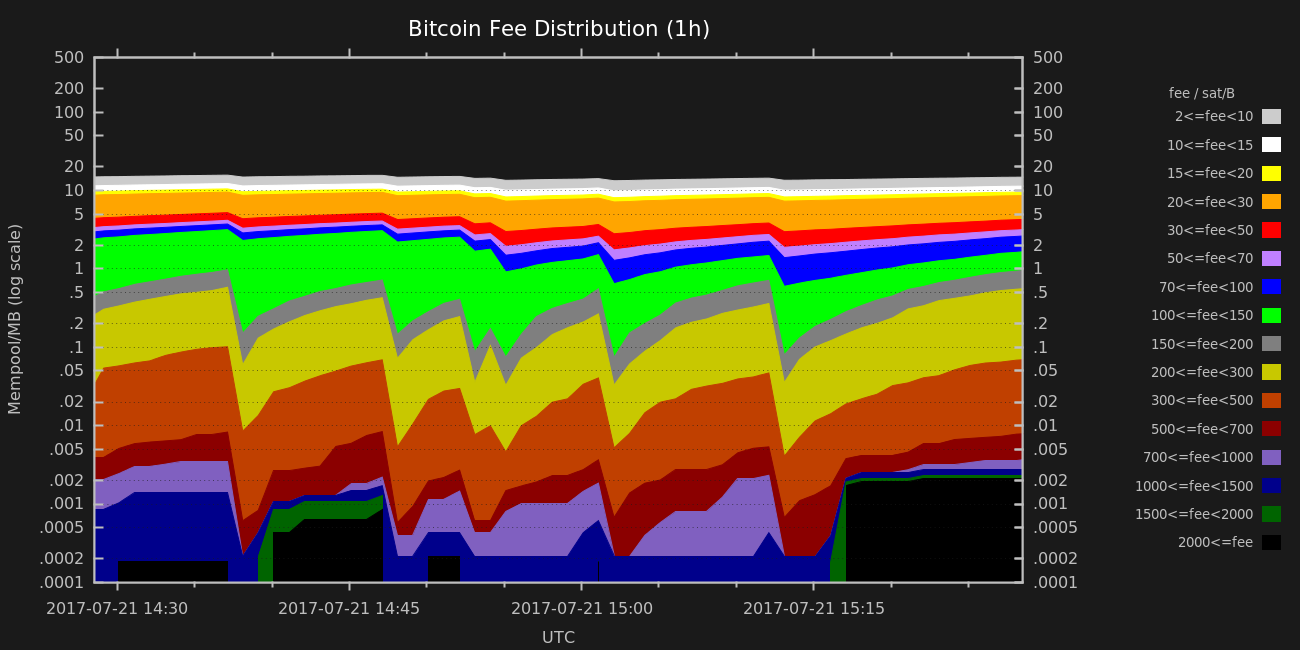 Bitcoin Fee Distribution (1h)
Mempool/MB (log scale)
500
200
100
50
20
10
5
2
1
.5
.2
.1
.05
.02
.01
.005
.002
.001
.0005
.0002
.0001
500
200
100
50
20
10
5
2
1
.5
.2
.1
.05
.02
.01
.005
.002
.001
.0005
.0002
.0001
2017-07-21 14:30 2017-07-21 14:45 2017-07-21 15:00 2017-07-21 15:15
UTC
fee / sat/B
2<=fee<10
10<=fee<15
15<=fee<20
20<=fee<30
30<=fee<50
50<=fee<70
70<=fee<100
100<=fee<150
150<=fee<200
200<=fee<300
300<=fee<500
500<=fee<700
700<=fee<1000
1000<=fee<1500
1500<=fee<2000
2000<=fee